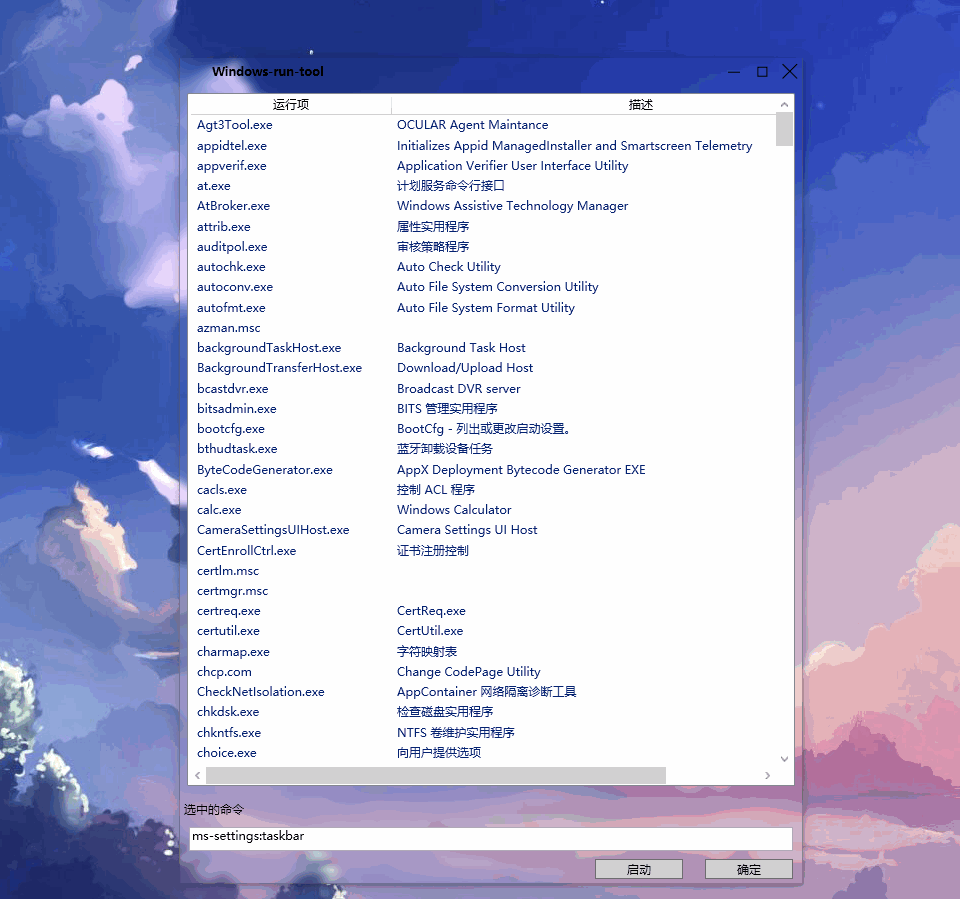 Windows-run-tool
运行项 描述
Agt3Tool.exe OCULAR Agent Maintance
appidtel.exe Initializes Appid ManagedInstaller and Smartscreen Telemetry
appverif.exe Application Verifier User Interface Utility
at.exe 计划服务命令行接口
AtBroker.exe Windows Assistive Technology Manager
attrib.exe 属性实用程序
auditpol.exe 审核策略程序
autochk.exe Auto Check Utility
autoconv.exe Auto File System Conversion Utility
autofmt.exe Auto File System Format Utility
azman.msc
backgroundTaskHost.exe Background Task Host
BackgroundTransferHost.exe Download/Upload Host
bcastdvr.exe Broadcast DVR server
bitsadmin.exe BITS 管理实用程序
bootcfg.exe BootCfg - 列出或更改启动设置。
bthudtask.exe 蓝牙卸载设备任务
ByteCodeGenerator.exe AppX Deployment Bytecode Generator EXE
cacls.exe 控制 ACL 程序
calc.exe Windows Calculator
CameraSettingsUIHost.exe Camera Settings UI Host
CertEnrollCtrl.exe 证书注册控制
certlm.msc
certmgr.msc
certreq.exe CertReq.exe
certutil.exe CertUtil.exe
charmap.exe 字符映射表
chcp.com Change CodePage Utility
CheckNetIsolation.exe AppContainer 网络隔离诊断工具
chkdsk.exe 检查磁盘实用程序
chkntfs.exe NTFS 卷维护实用程序
choice.exe 向用户提供选项
选中的命令
ms-settings:taskbar
启动 确定